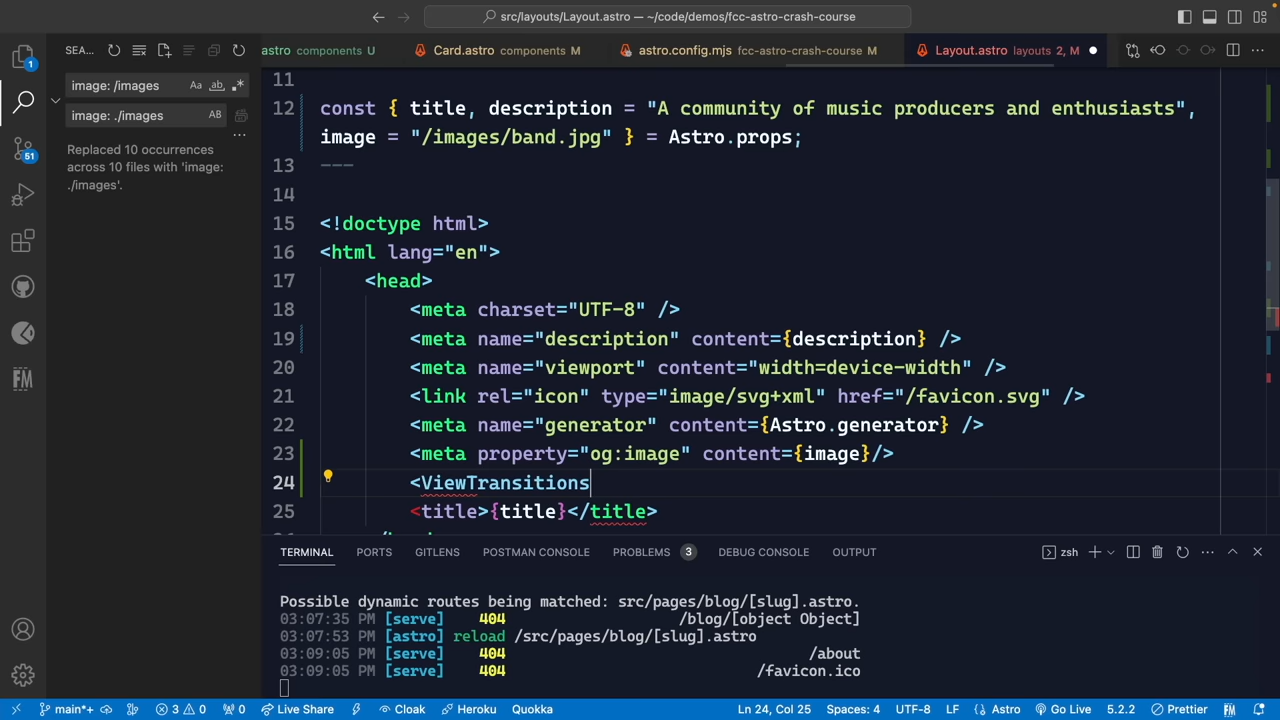 src/layouts/Layout.astro — ~/code/demos/fcc-astro-crash-course
SEA...
astro components U
Card.astro components M
astro.config.mjs fcc-astro-crash-course M
Layout.astro layouts 2, M
1
image: /images
Aa
ab
image: ./images
AB
Replaced 10 occurrences
across 10 files with 'image:
./images'.
51
FM
11
12 const { title, description = "A community of music producers and enthusiasts",
image = "/images/band.jpg" } = Astro.props;
13 ---
14
15 <!doctype html>
16 <html lang="en">
17 <head>
18 <meta charset="UTF-8" />
19 <meta name="description" content={description} />
20 <meta name="viewport" content="width=device-width" />
21 <link rel="icon" type="image/svg+xml" href="/favicon.svg" />
22 <meta name="generator" content={Astro.generator} />
23 <meta property="og:image" content={image}/>
24 <ViewTransitions
25 <title>{title}</title>
TERMINAL PORTS GITLENS POSTMAN CONSOLE PROBLEMS 3 DEBUG CONSOLE OUTPUT
zsh
Possible dynamic routes being matched: src/pages/blog/[slug].astro.
03:07:35 PM [serve] 404 /blog/[object Object]
03:07:53 PM [astro] reload /src/pages/blog/[slug].astro
03:09:05 PM [serve] 404 /about
03:09:05 PM [serve] 404 /favicon.ico
main*+ 3 0 0 Live Share Cloak Heroku Quokka Ln 24, Col 25 Spaces: 4 UTF-8 LF {} Astro Go Live 5.2.2 Prettier FM